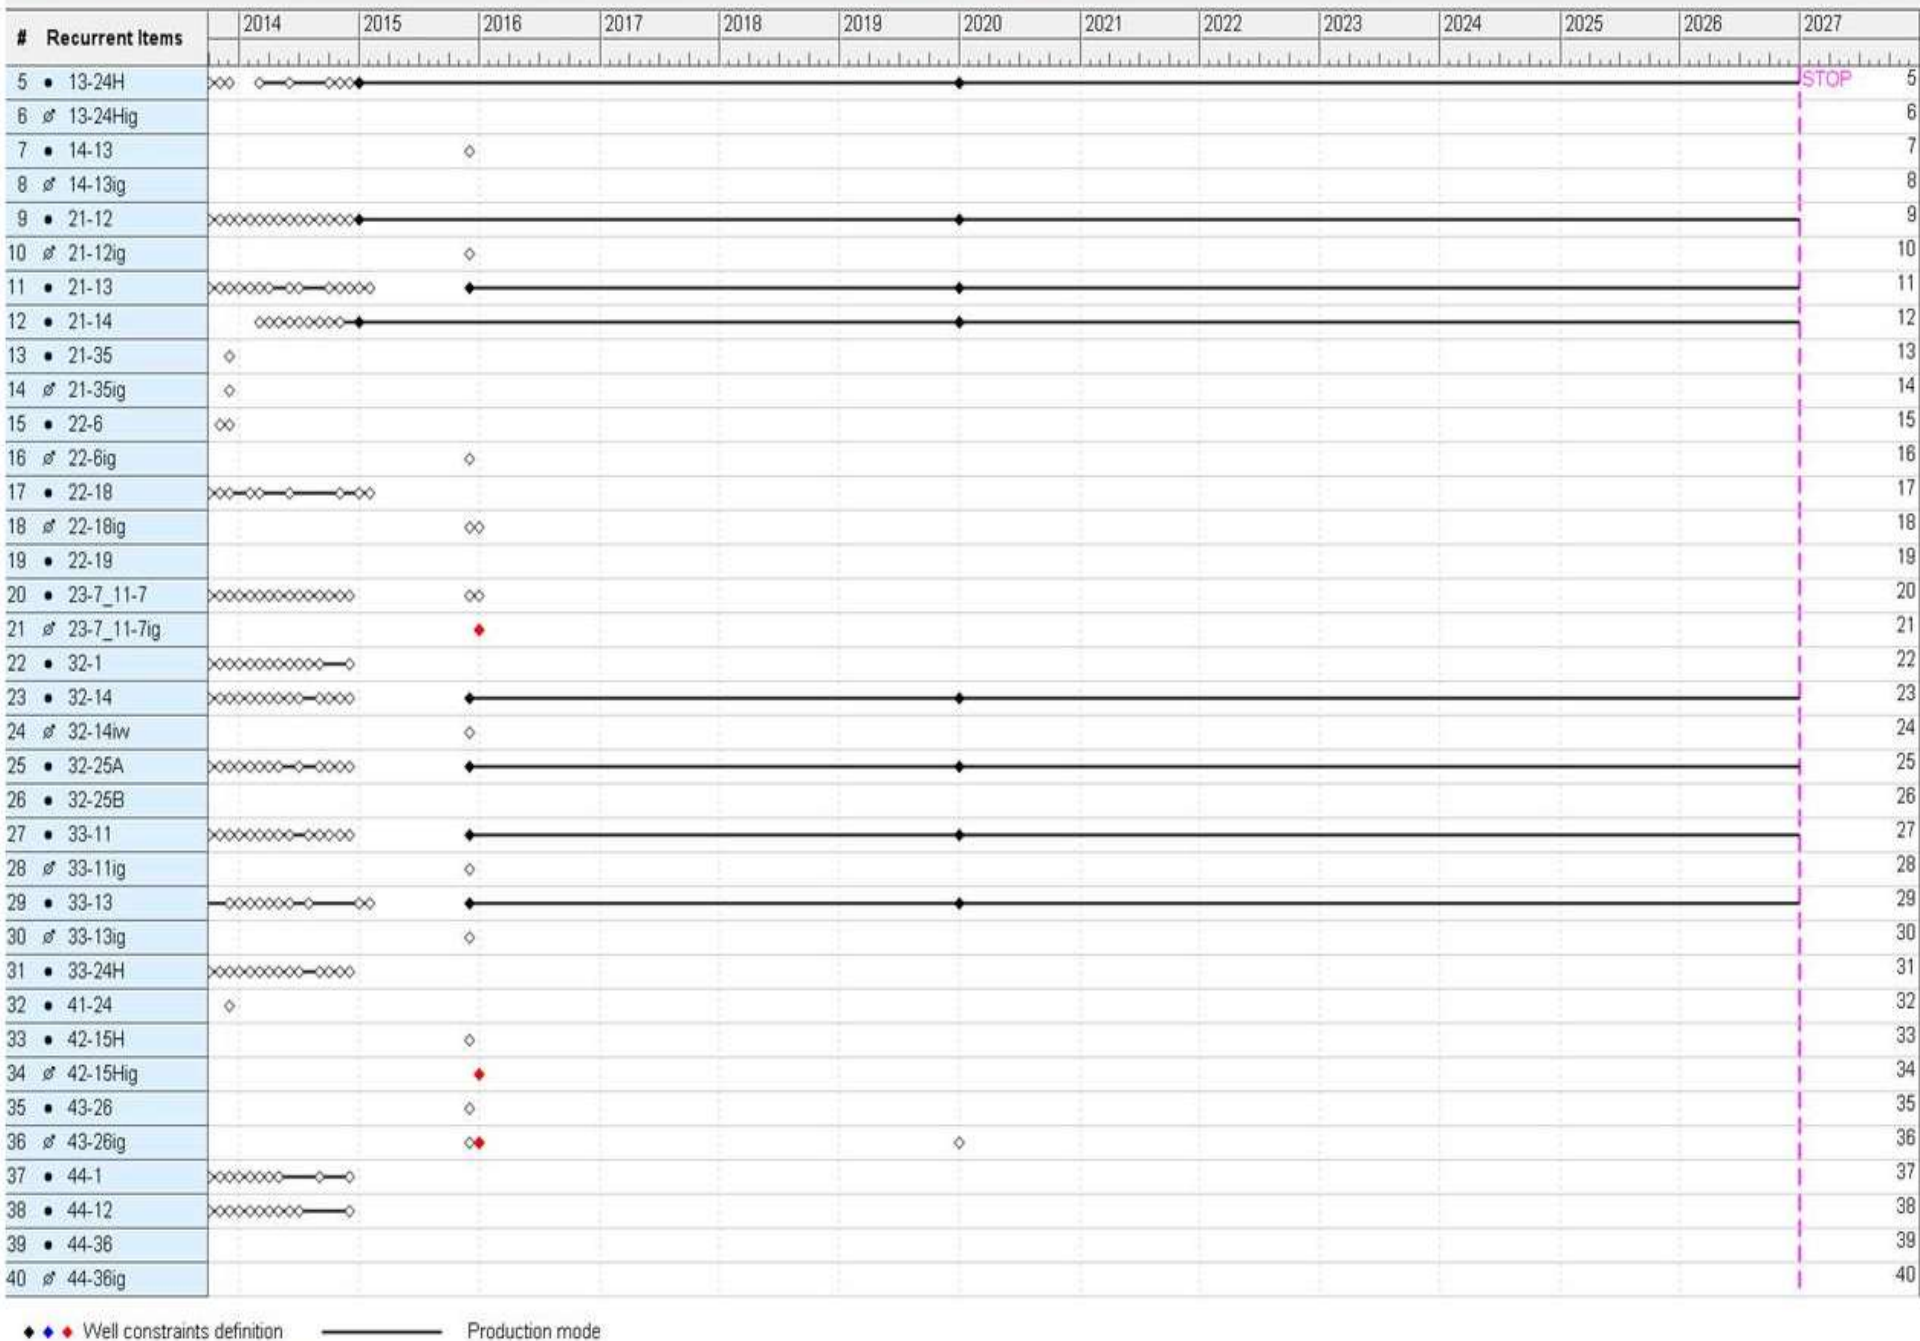 2014 2015 2016 2017 2018 2019 2020 2021 2022 2023 2024 2025 2026 2027
# Recurrent Items
5 13-24H STOP 5
6 13-24Hig 6
7 14-13 7
8 14-13ig 8
9 21-12 9
10 21-12ig 10
11 21-13 11
12 21-14 12
13 21-35 13
14 21-35ig 14
15 22-6 15
16 22-6ig 16
17 22-18 17
18 22-18ig 18
19 22-19 19
20 23-7_11-7 20
21 23-7_11-7ig 21
22 32-1 22
23 32-14 23
24 32-14iw 24
25 32-25A 25
26 32-25B 26
27 33-11 27
28 33-11ig 28
29 33-13 29
30 33-13ig 30
31 33-24H 31
32 41-24 32
33 42-15H 33
34 42-15Hig 34
35 43-26 35
36 43-26ig 36
37 44-1 37
38 44-12 38
39 44-36 39
40 44-36ig 40
Well constraints definition Production mode